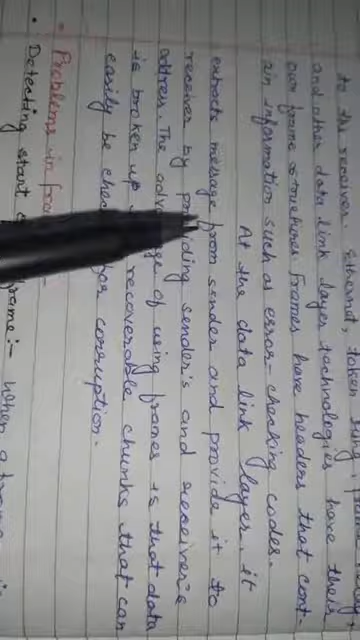 to the receiver. Ethernet, token ring,
and other data link layer technologies have their
own frame structures. Frames have headers that cont-
ain information such as error-checking codes.
At the data link layer, it
extracts message from sender and provide it to
receiver by providing sender's and receiver's
address. The advantage of using frames is that data
is broken up recoverable chunks that can
easily be checked for corruption.
• Problems in
• Detecting start frame:- When a frame is